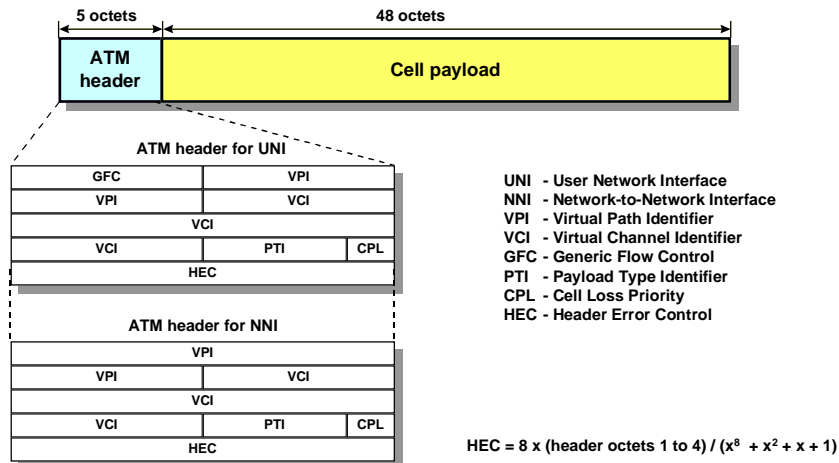 5 octets
48 octets
ATM
header
Cell payload
ATM header for UNI
GFC VPI
VPI VCI
VCI
VCI PTI CPL
HEC
UNI - User Network Interface
NNI - Network-to-Network Interface
VPI - Virtual Path Identifier
VCI - Virtual Channel Identifier
GFC - Generic Flow Control
PTI - Payload Type Identifier
CPL - Cell Loss Priority
HEC - Header Error Control
ATM header for NNI
VPI
VPI VCI
VCI
VCI PTI CPL
HEC
HEC = 8 x (header octets 1 to 4) / (x⁸ + x² + x + 1)